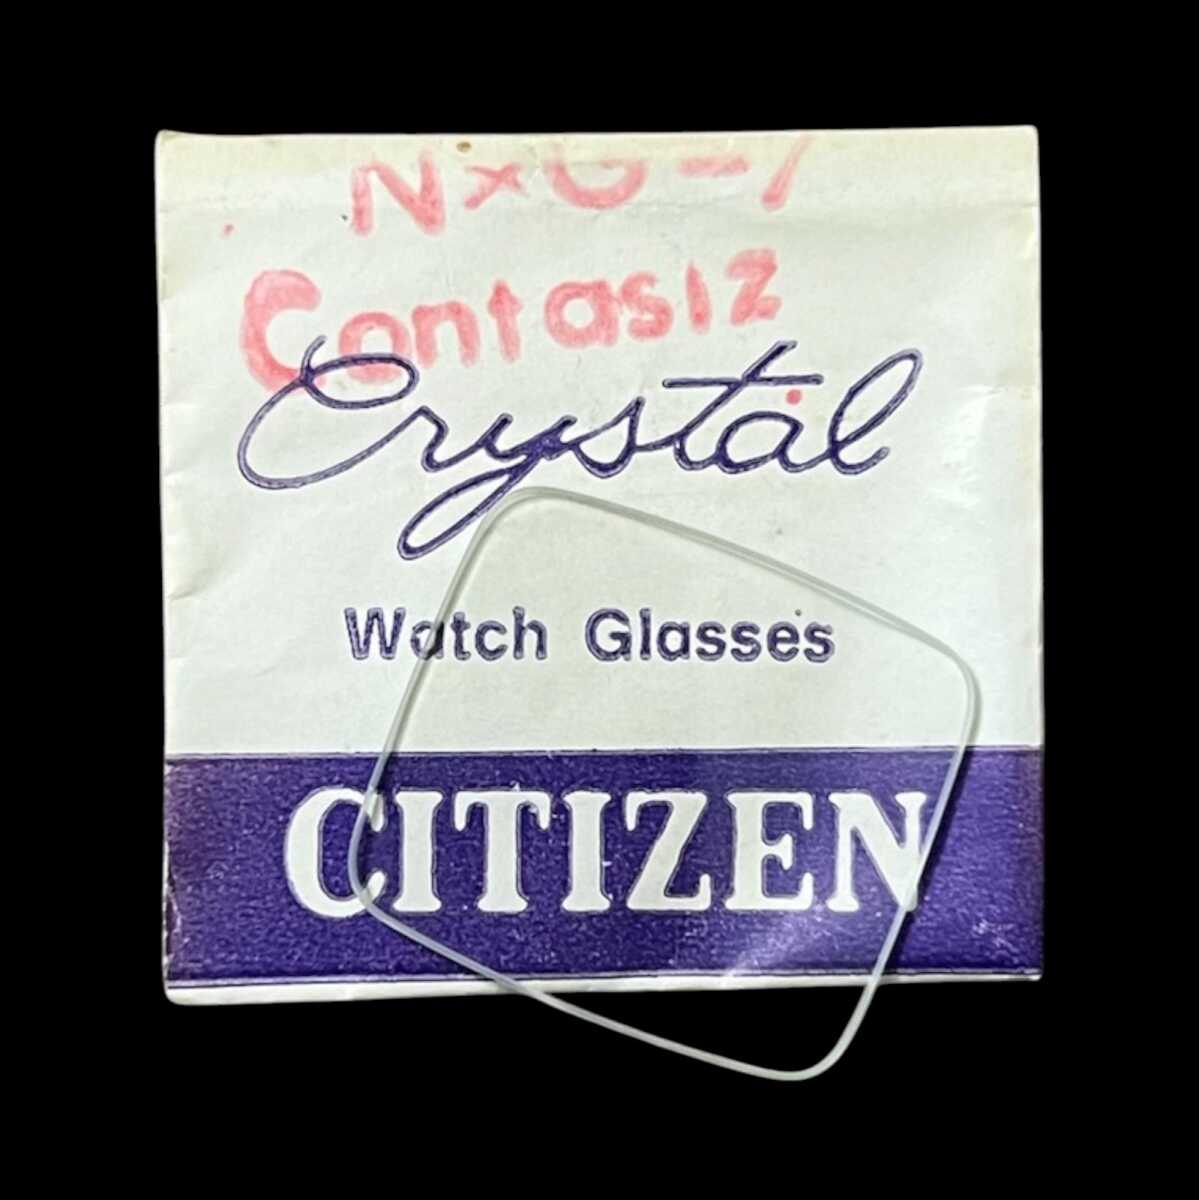 Contasiz
Crystal
Watch Glasses
CITIZEN